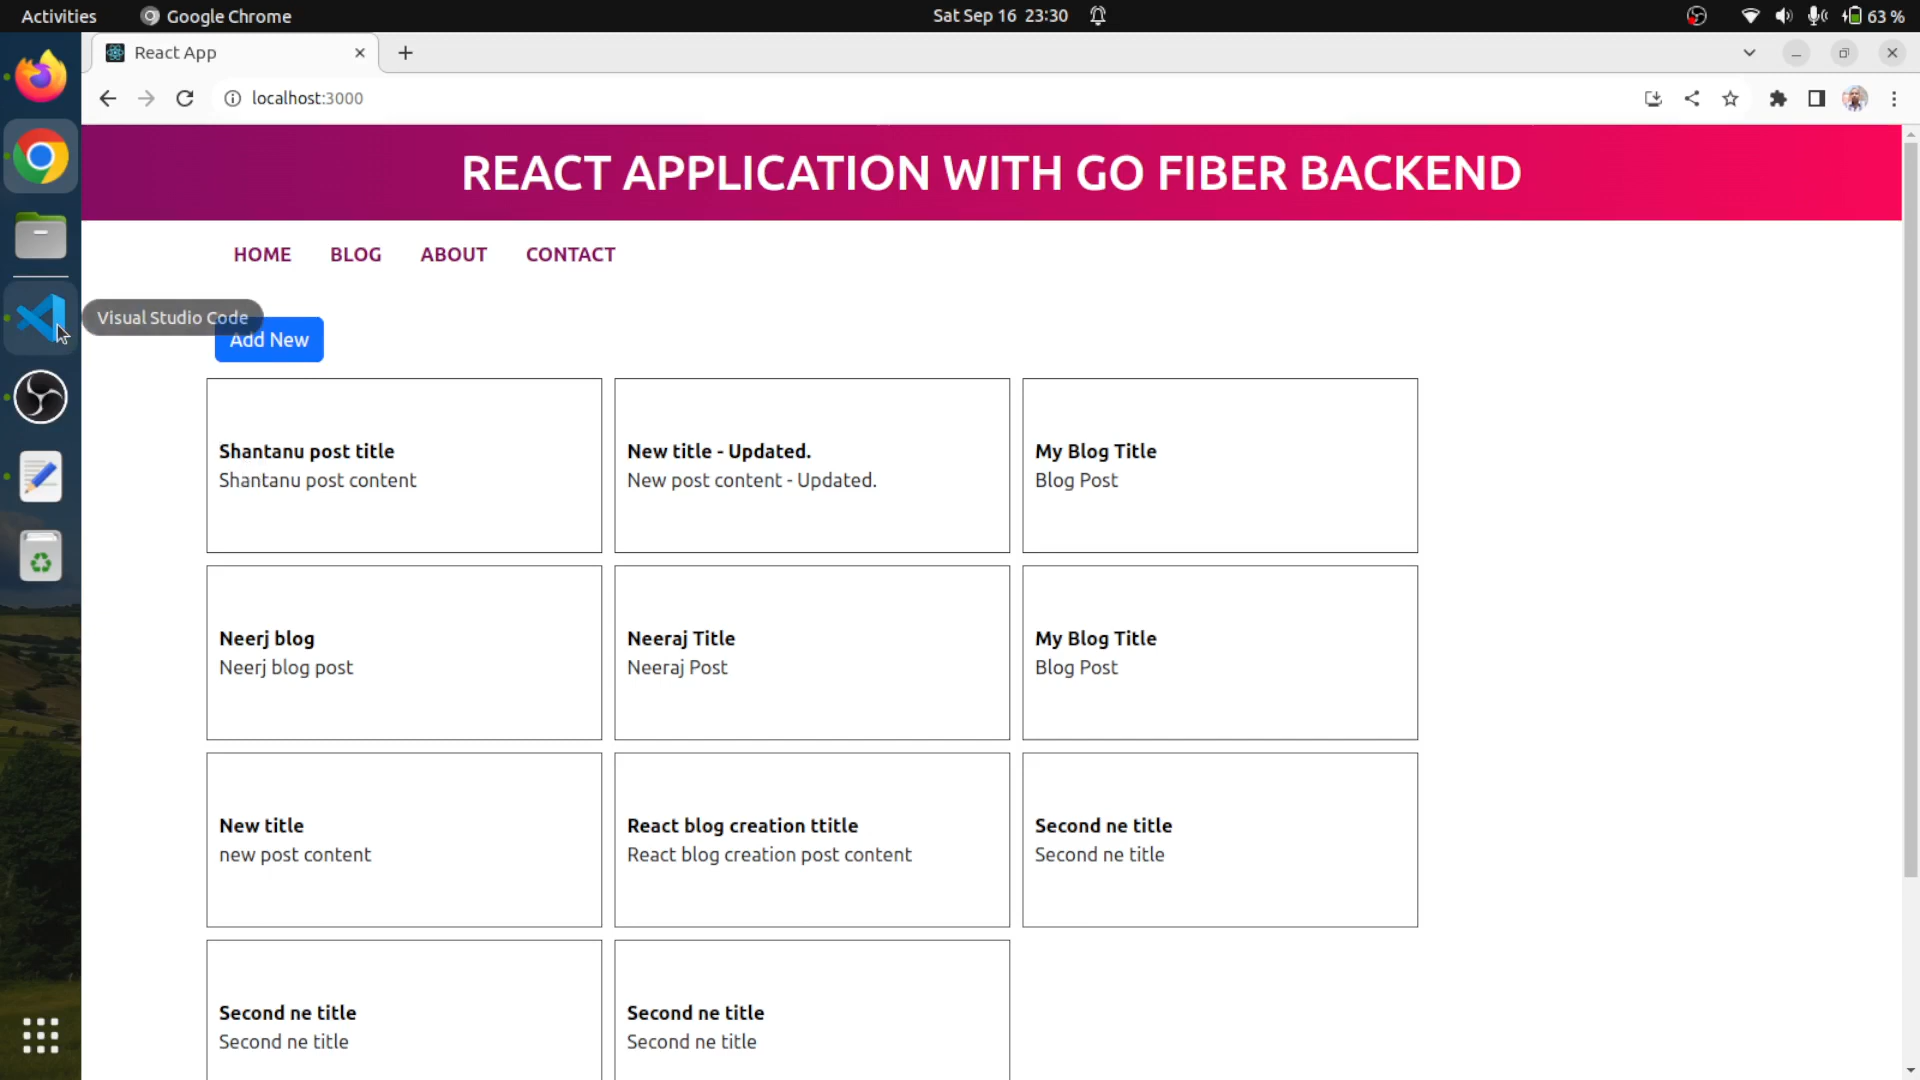 Activities Google Chrome Sat Sep 16 23:30 63 %
React App
localhost:3000
REACT APPLICATION WITH GO FIBER BACKEND
HOME BLOG ABOUT CONTACT
Visual Studio Code
Add New
Shantanu post title
Shantanu post content
New title - Updated.
New post content - Updated.
My Blog Title
Blog Post
Neerj blog
Neerj blog post
Neeraj Title
Neeraj Post
My Blog Title
Blog Post
New title
new post content
React blog creation ttitle
React blog creation post content
Second ne title
Second ne title
Second ne title
Second ne title
Second ne title
Second ne title